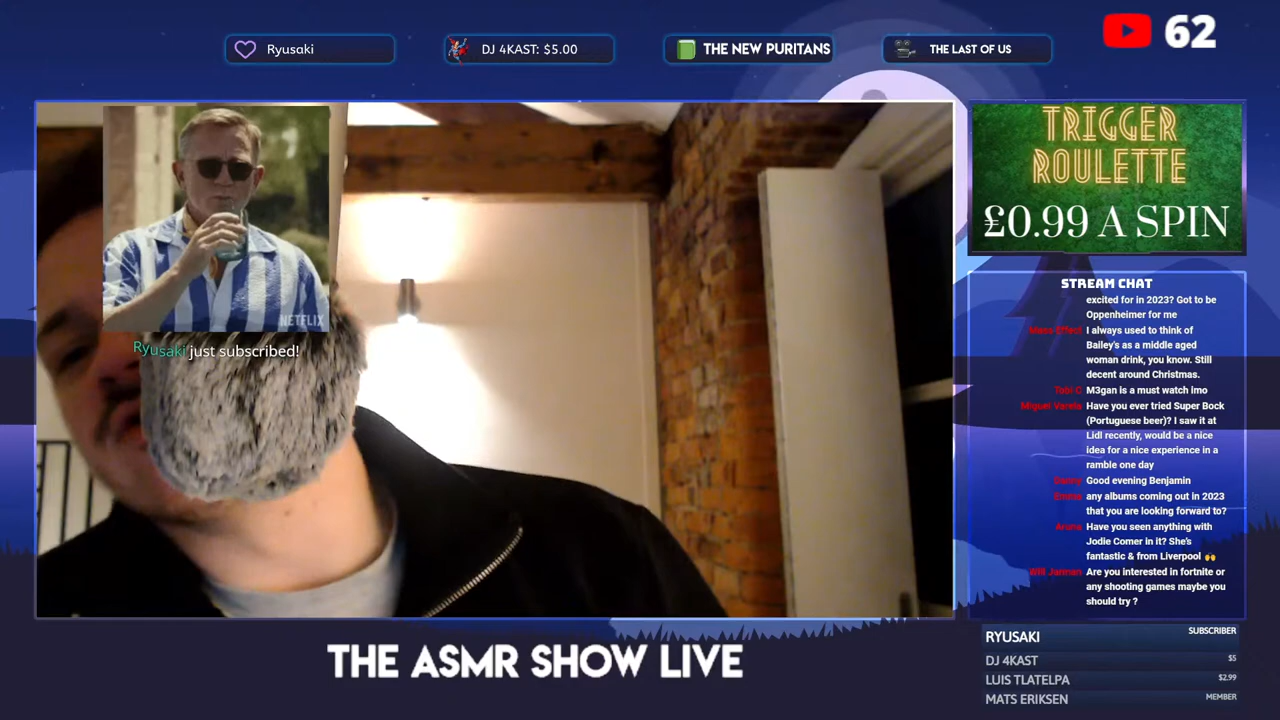 Ryusaki
DJ 4KAST: $5.00
THE NEW PURITANS
THE LAST OF US
62
TRIGGER
ROULETTE
£0.99 A SPIN
NETFLIX
Ryusaki just subscribed!
STREAM CHAT
excited for in 2023? Got to be
Oppenheimer for me
Mass Effect I always used to think of
Bailey's as a middle aged
woman drink, you know. Still
decent around Christmas.
Tobi C M3gan is a must watch imo
Miguel Varela Have you ever tried Super Bock
(Portuguese beer)? I saw it at
Lidl recently, would be a nice
idea for a nice experience in a
ramble one day
Good evening Benjamin
any albums coming out in 2023
that you are looking forward to?
Have you seen anything with
Jodie Comer in it? She's
fantastic & from Liverpool 🙌
Will Jarman Are you interested in fortnite or
any shooting games maybe you
should try ?
THE ASMR SHOW LIVE
RYUSAKI SUBSCRIBER
DJ 4KAST $5
LUIS TLATELPA $2.99
MATS ERIKSEN MEMBER